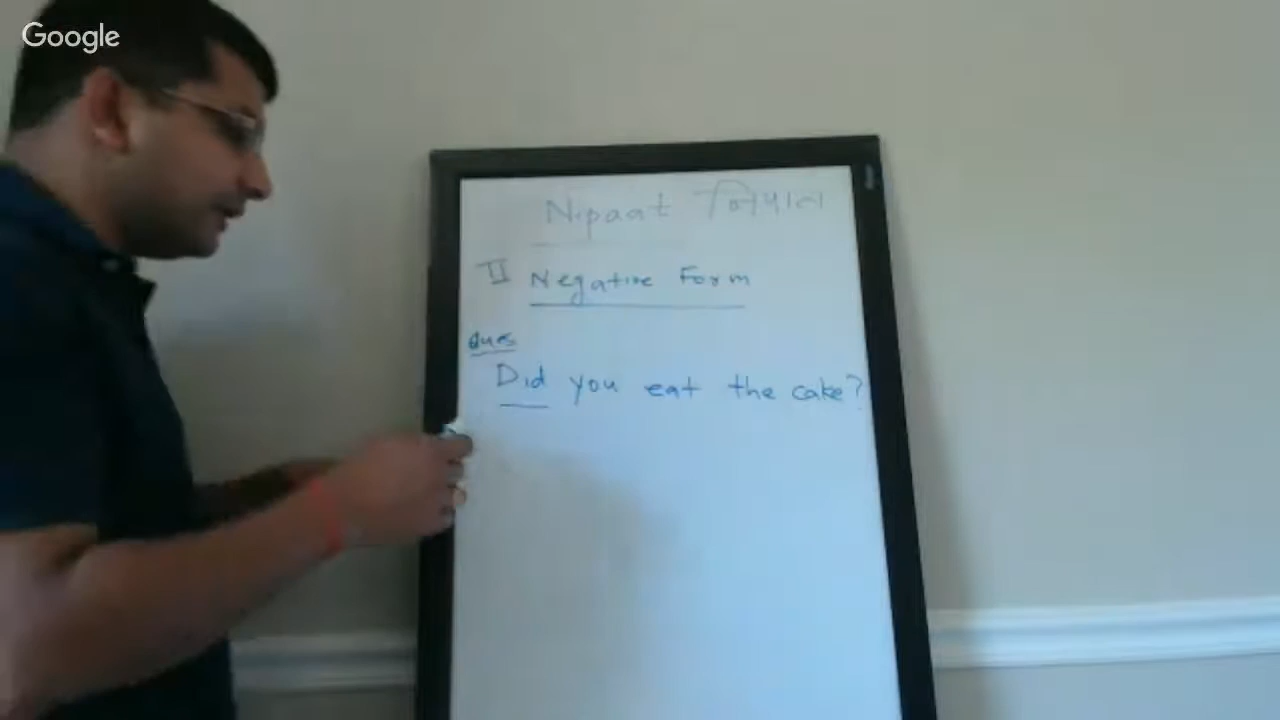 Google
Nipaat निपात
II Negative Form
Ques
Did you eat the cake?